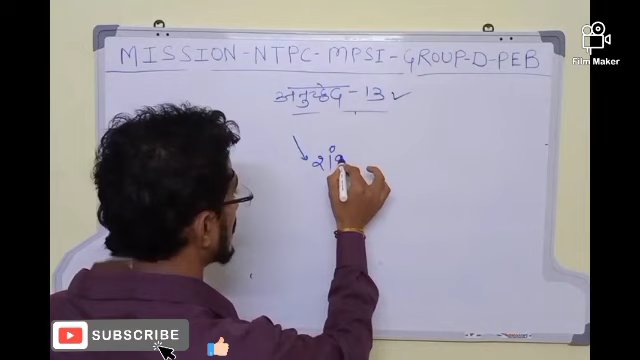 MISSION-NTPC-MPSI-GROUP-D-PEB
Film Maker
अनुच्छेद-13
SUBSCRIBE